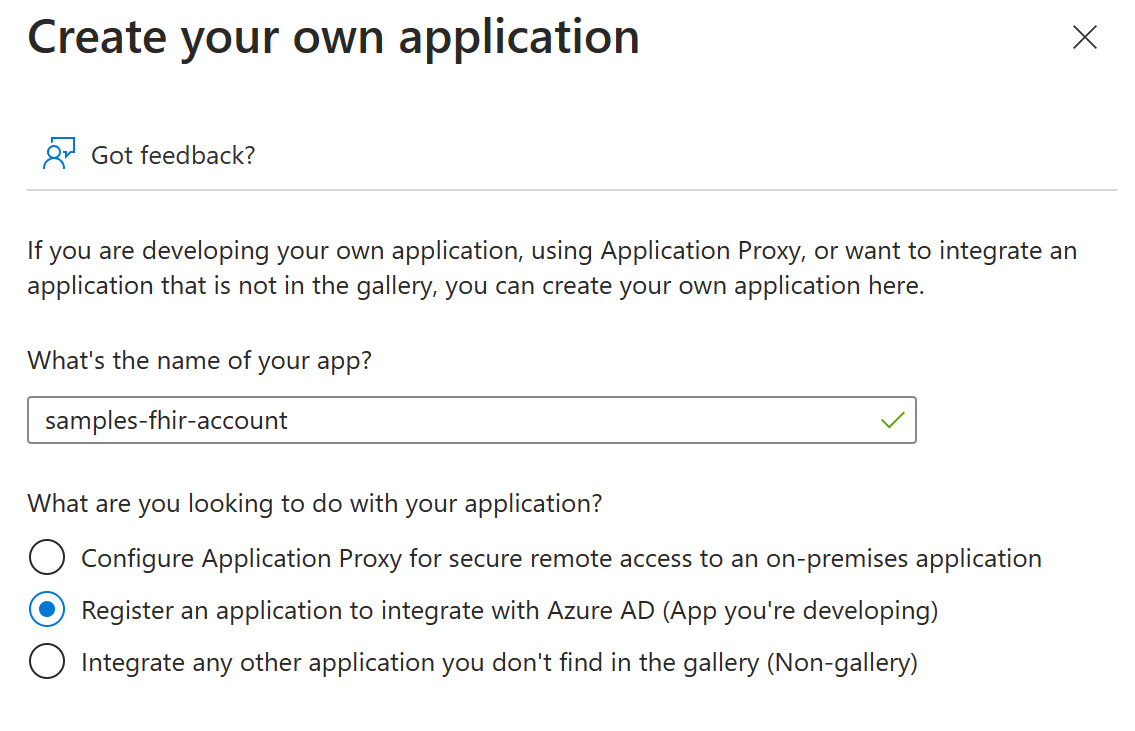 Create your own application
Got feedback?
If you are developing your own application, using Application Proxy, or want to integrate an
application that is not in the gallery, you can create your own application here.
What's the name of your app?
samples-fhir-account
What are you looking to do with your application?
Configure Application Proxy for secure remote access to an on-premises application
Register an application to integrate with Azure AD (App you're developing)
Integrate any other application you don't find in the gallery (Non-gallery)